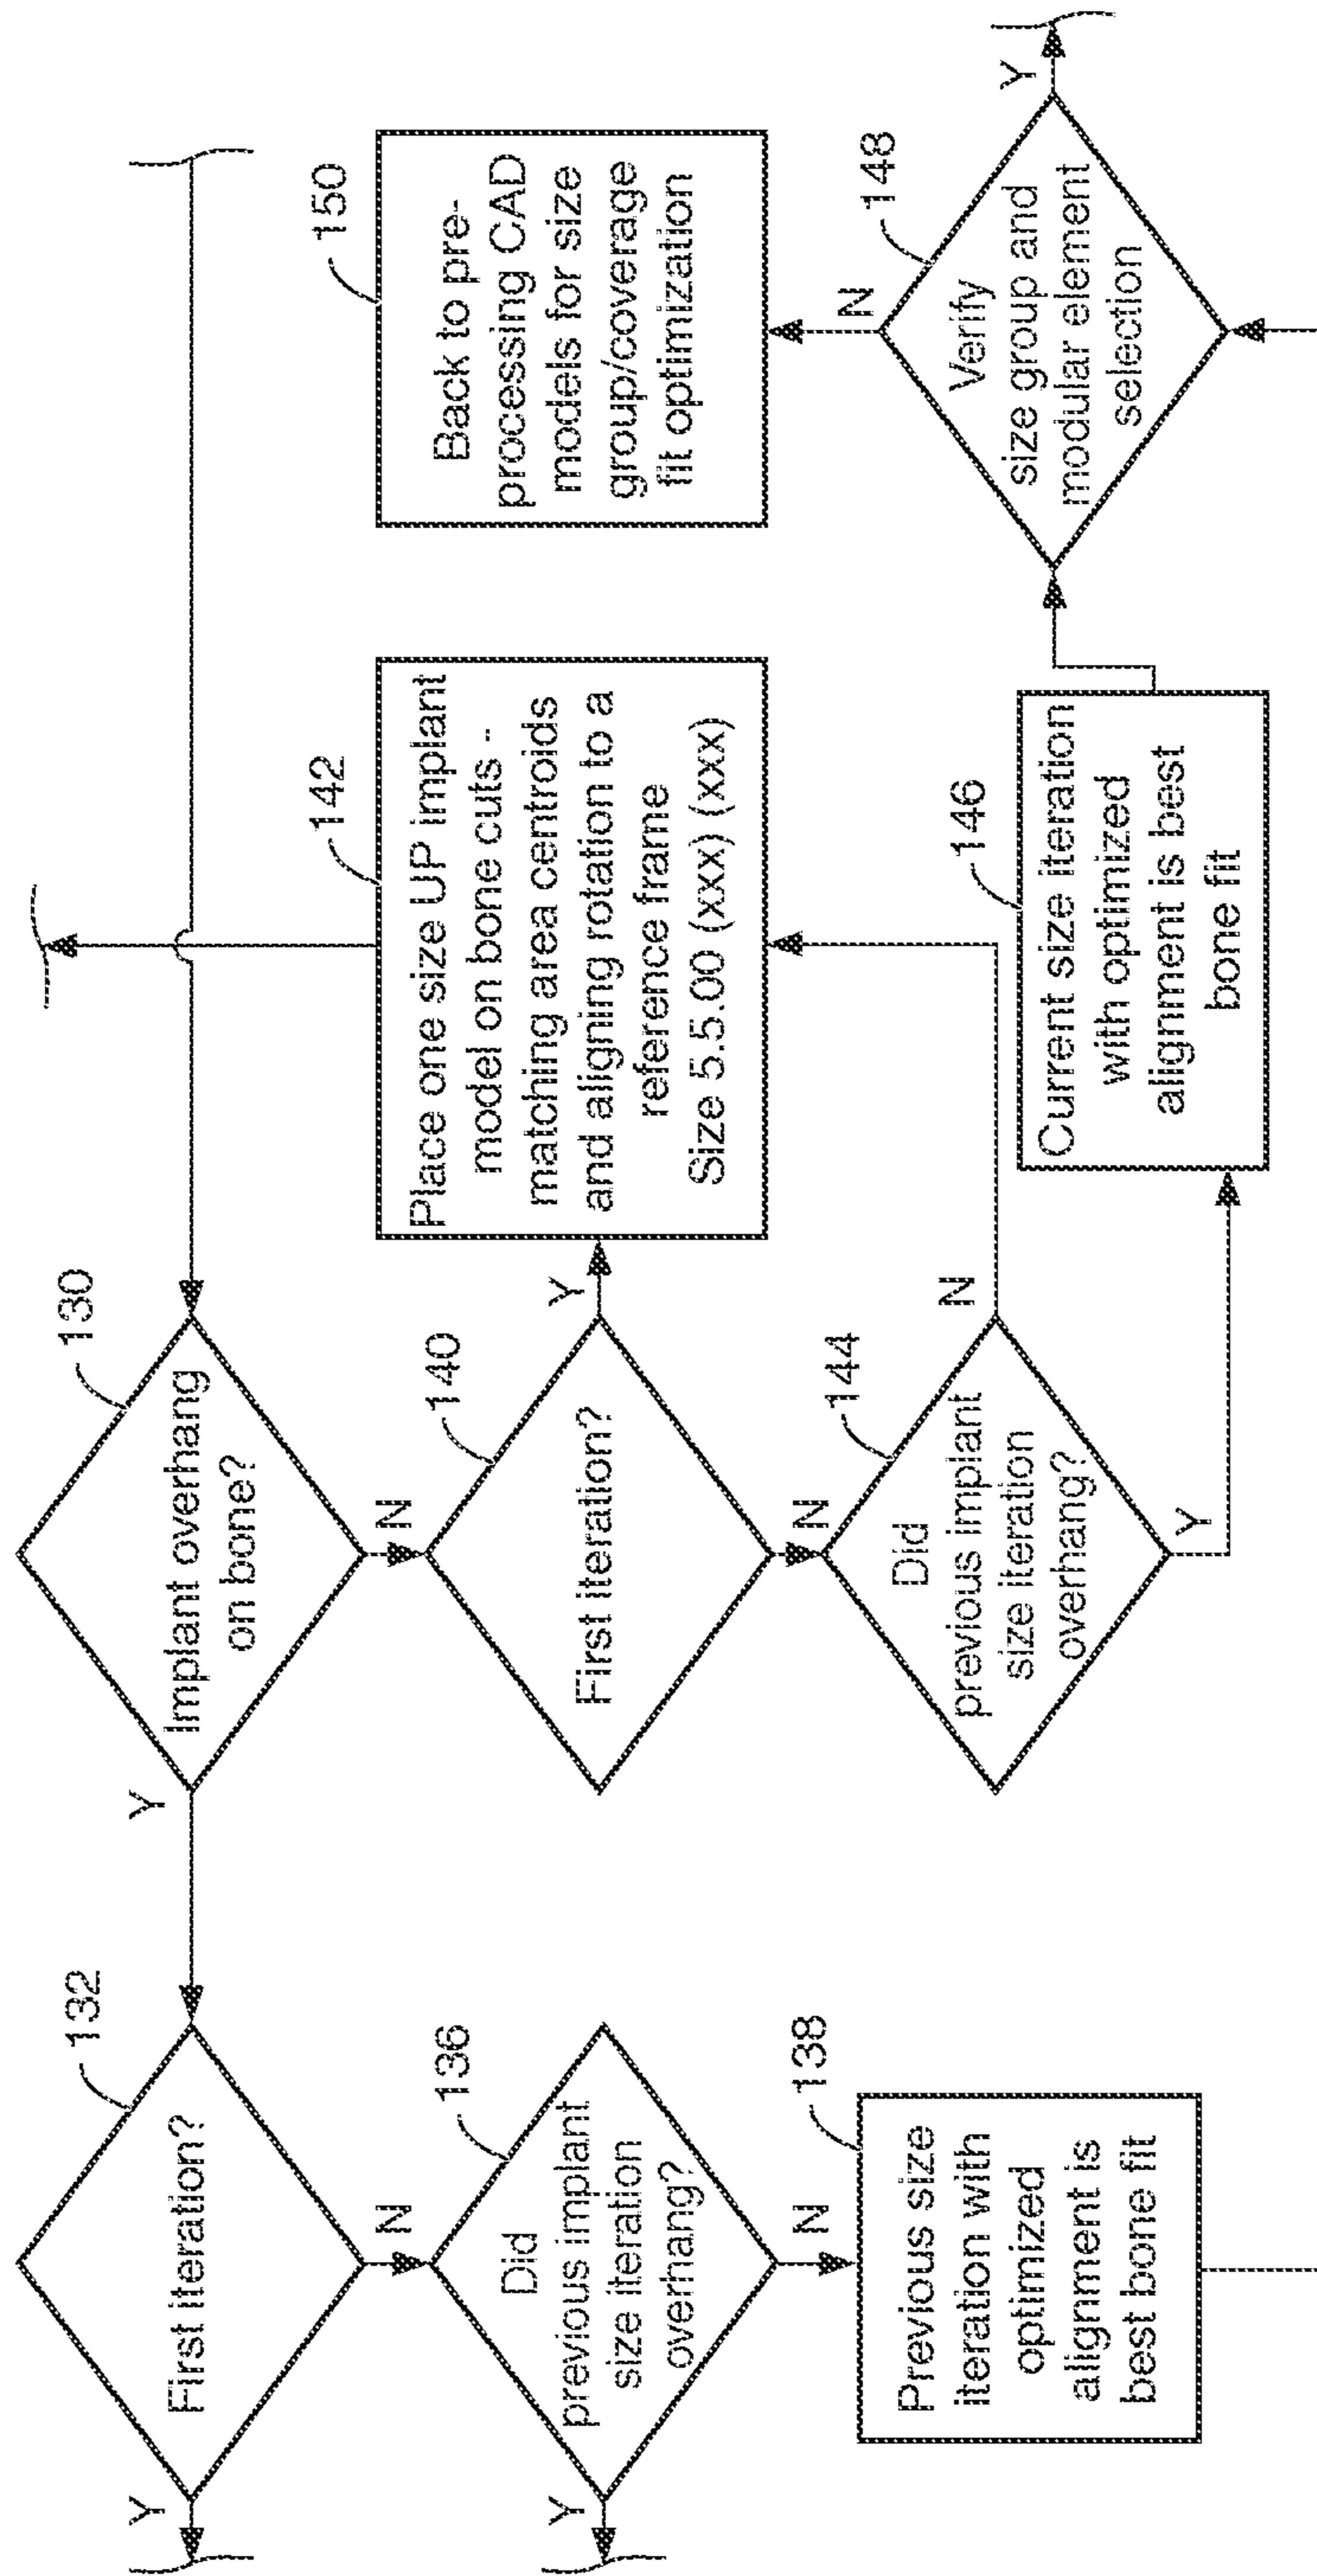 132
First iteration?
Y
N
136
Did
previous implant
size iteration
overhang?
Y
N
138
Previous size
iteration with
optimized
alignment is
best bone fit
130
Implant overhang
on bone?
Y
N
140
First iteration?
Y
N
144
Did
previous implant
size iteration
overhang?
N
Y
142
Place one size UP implant
model on bone cuts -
matching area centroids
and aligning rotation to a
reference frame
Size 5.5.00 (xxx) (xxx)
146
Current size iteration
with optimized
alignment is best
bone fit
150
Back to pre-
processing CAD
models for size
group/coverage
fit optimization
N
148
Verify
size group and
modular element
selection
Y